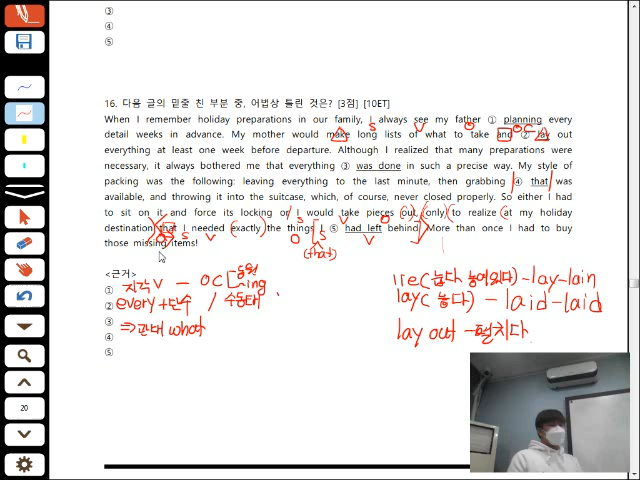 ③
④
⑤
16. 다음 글의 밑줄 친 부분 중, 어법상 틀린 것은? [3점] [10ET]
When I remember holiday preparations in our family, I always see my father ① planning every
s v o oc
detail weeks in advance. My mother would make long lists of what to take and ② lay out
everything at least one week before departure. Although I realized that many preparations were
necessary, it always bothered me that everything ③ was done in such a precise way. My style of
packing was the following: leaving everything to the last minute, then grabbing ④ that was
available, and throwing it into the suitcase, which, of course, never closed properly. So either I had
to sit on it and force its locking or I would take pieces out, only to realize at my holiday
destination that I needed exactly the things I ⑤ had left behind. More than once I had to buy
s v o s v
(that)
those missing items!
<근거>
① 지각V - OC [능동 ~ing
② every+단수 / 수동태
③ ⇒관대 what
④
⑤
lie( 눕다 놓여있다) -lay-lain
lay( 놓다) - laid-laid
lay out -펼치다
20